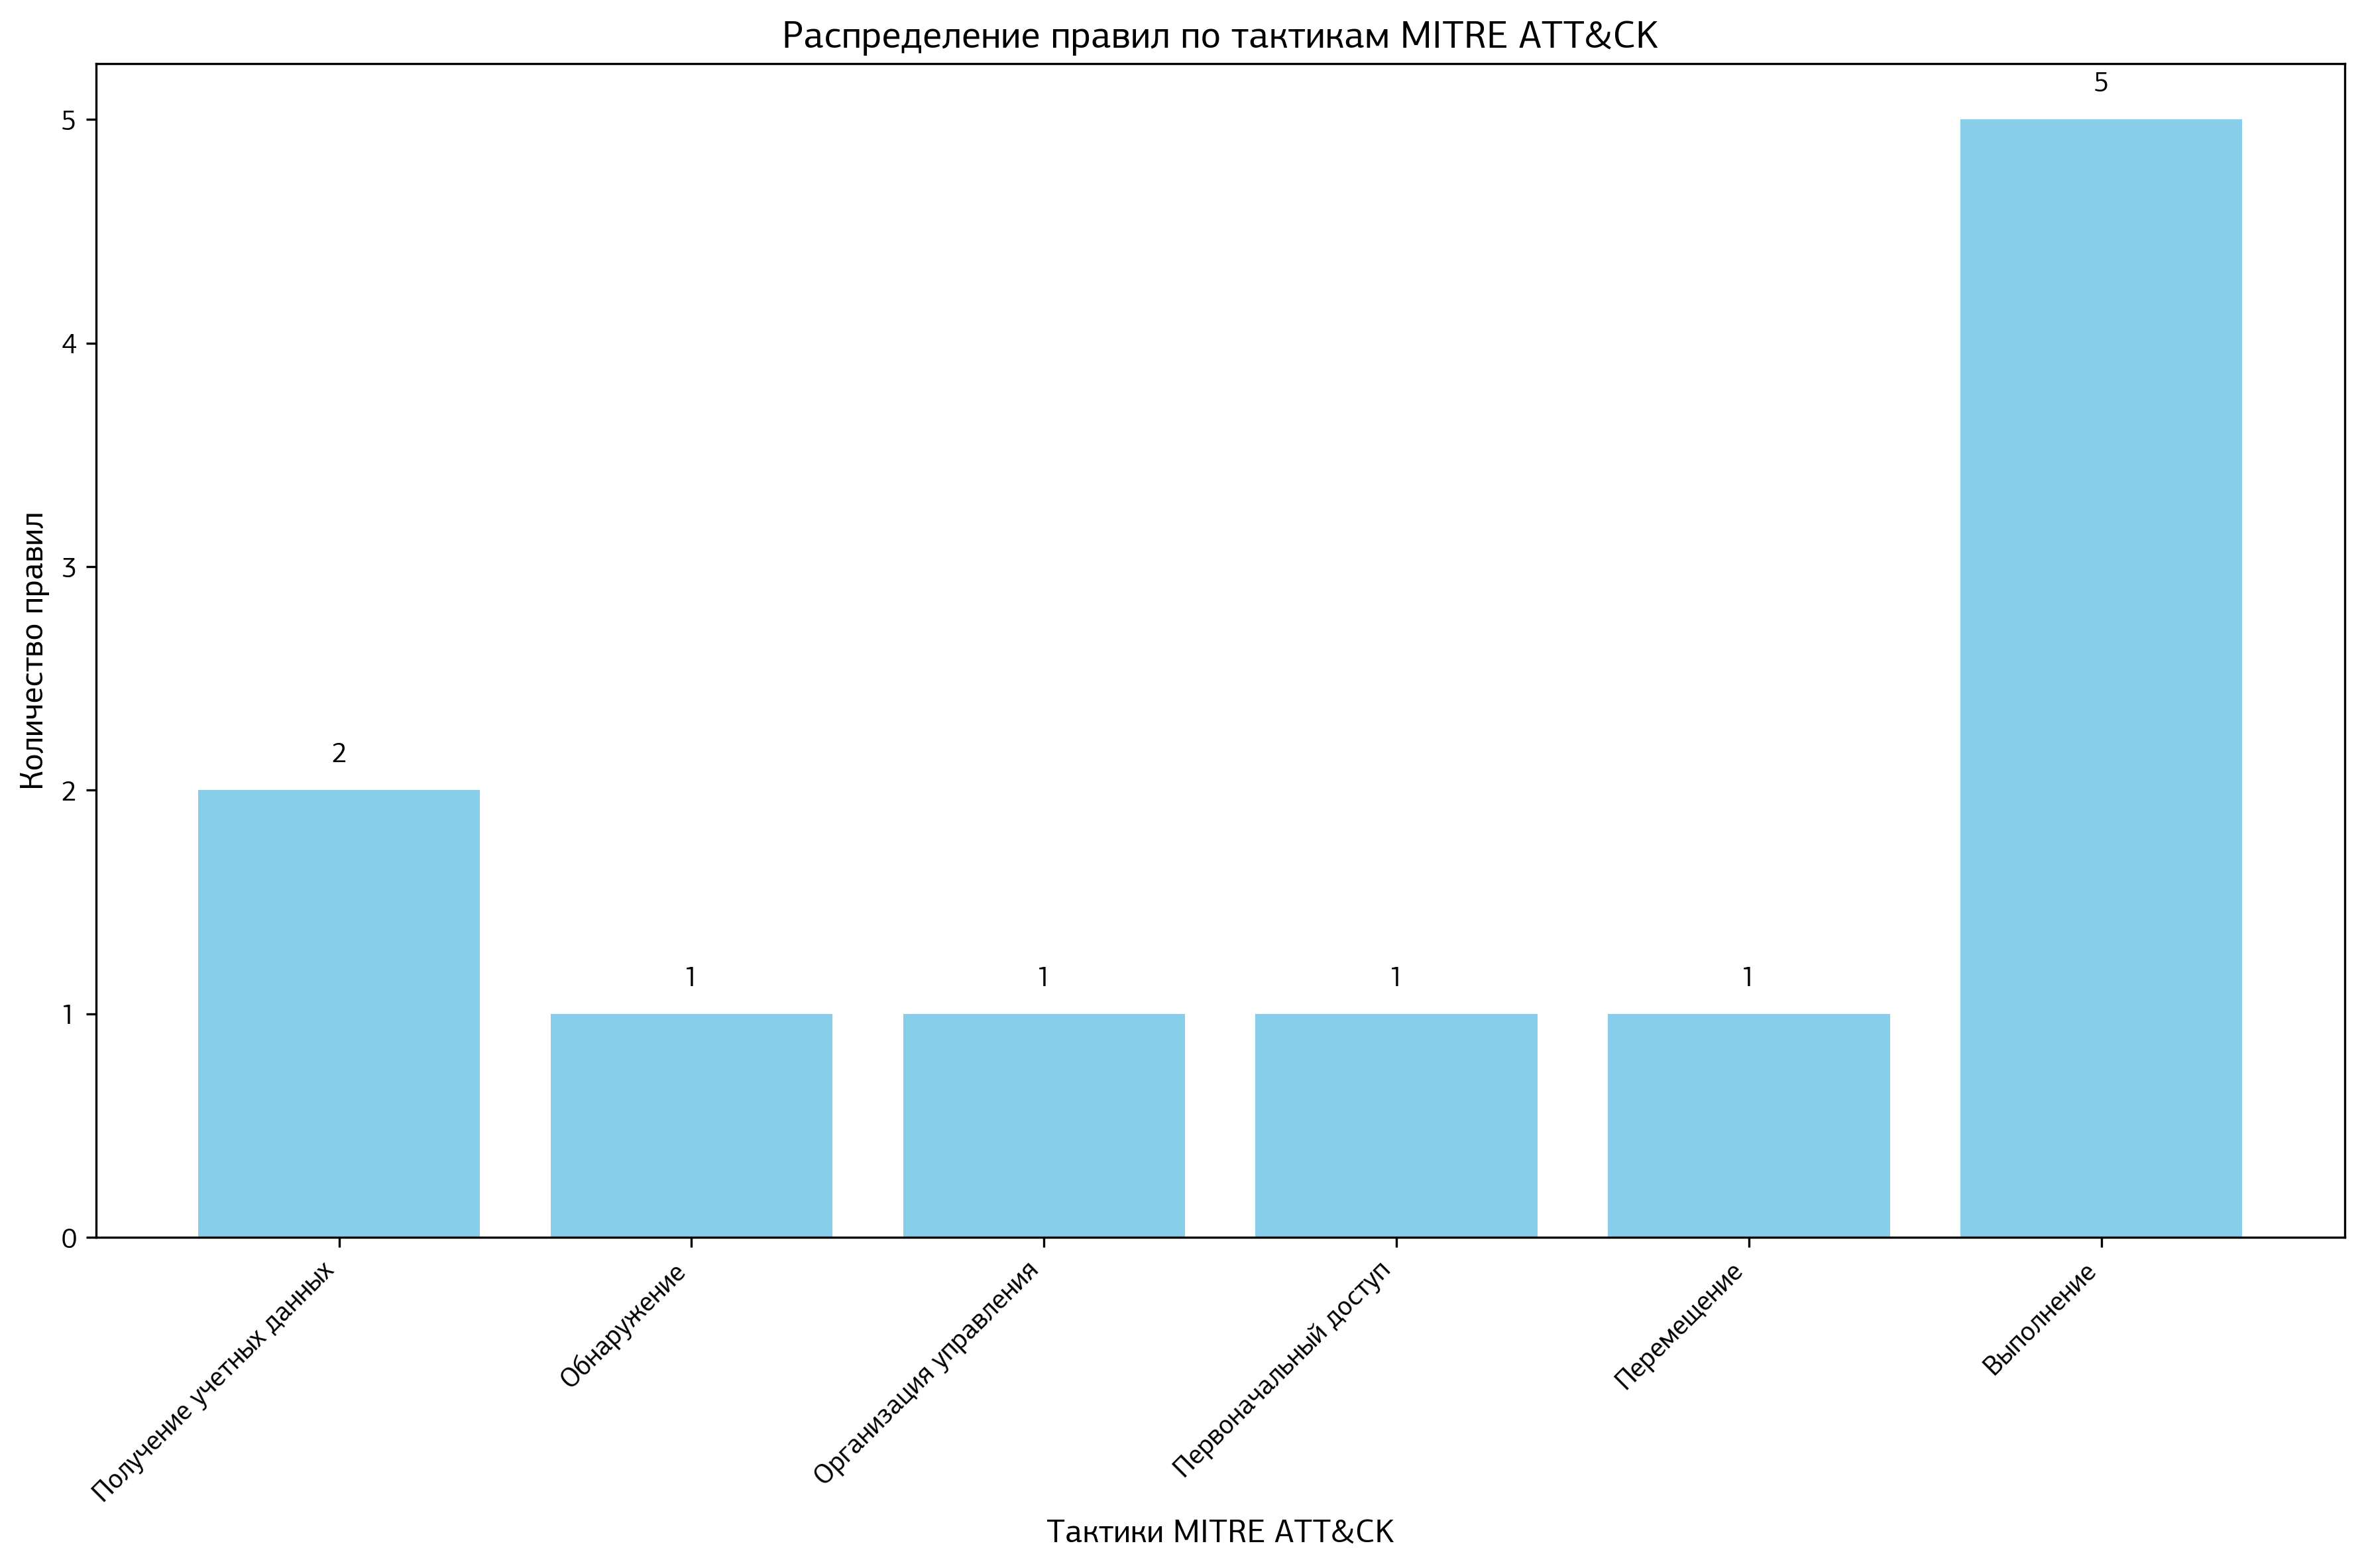 Распределение правил по тактикам MITRE ATT&CK
Количество правил
5
4
3
2
1
0
2
1
1
1
1
5
Получение учетных данных
Обнаружение
Организация управления
Первоначальный доступ
Перемещение
Выполнение
Тактики MITRE ATT&CK